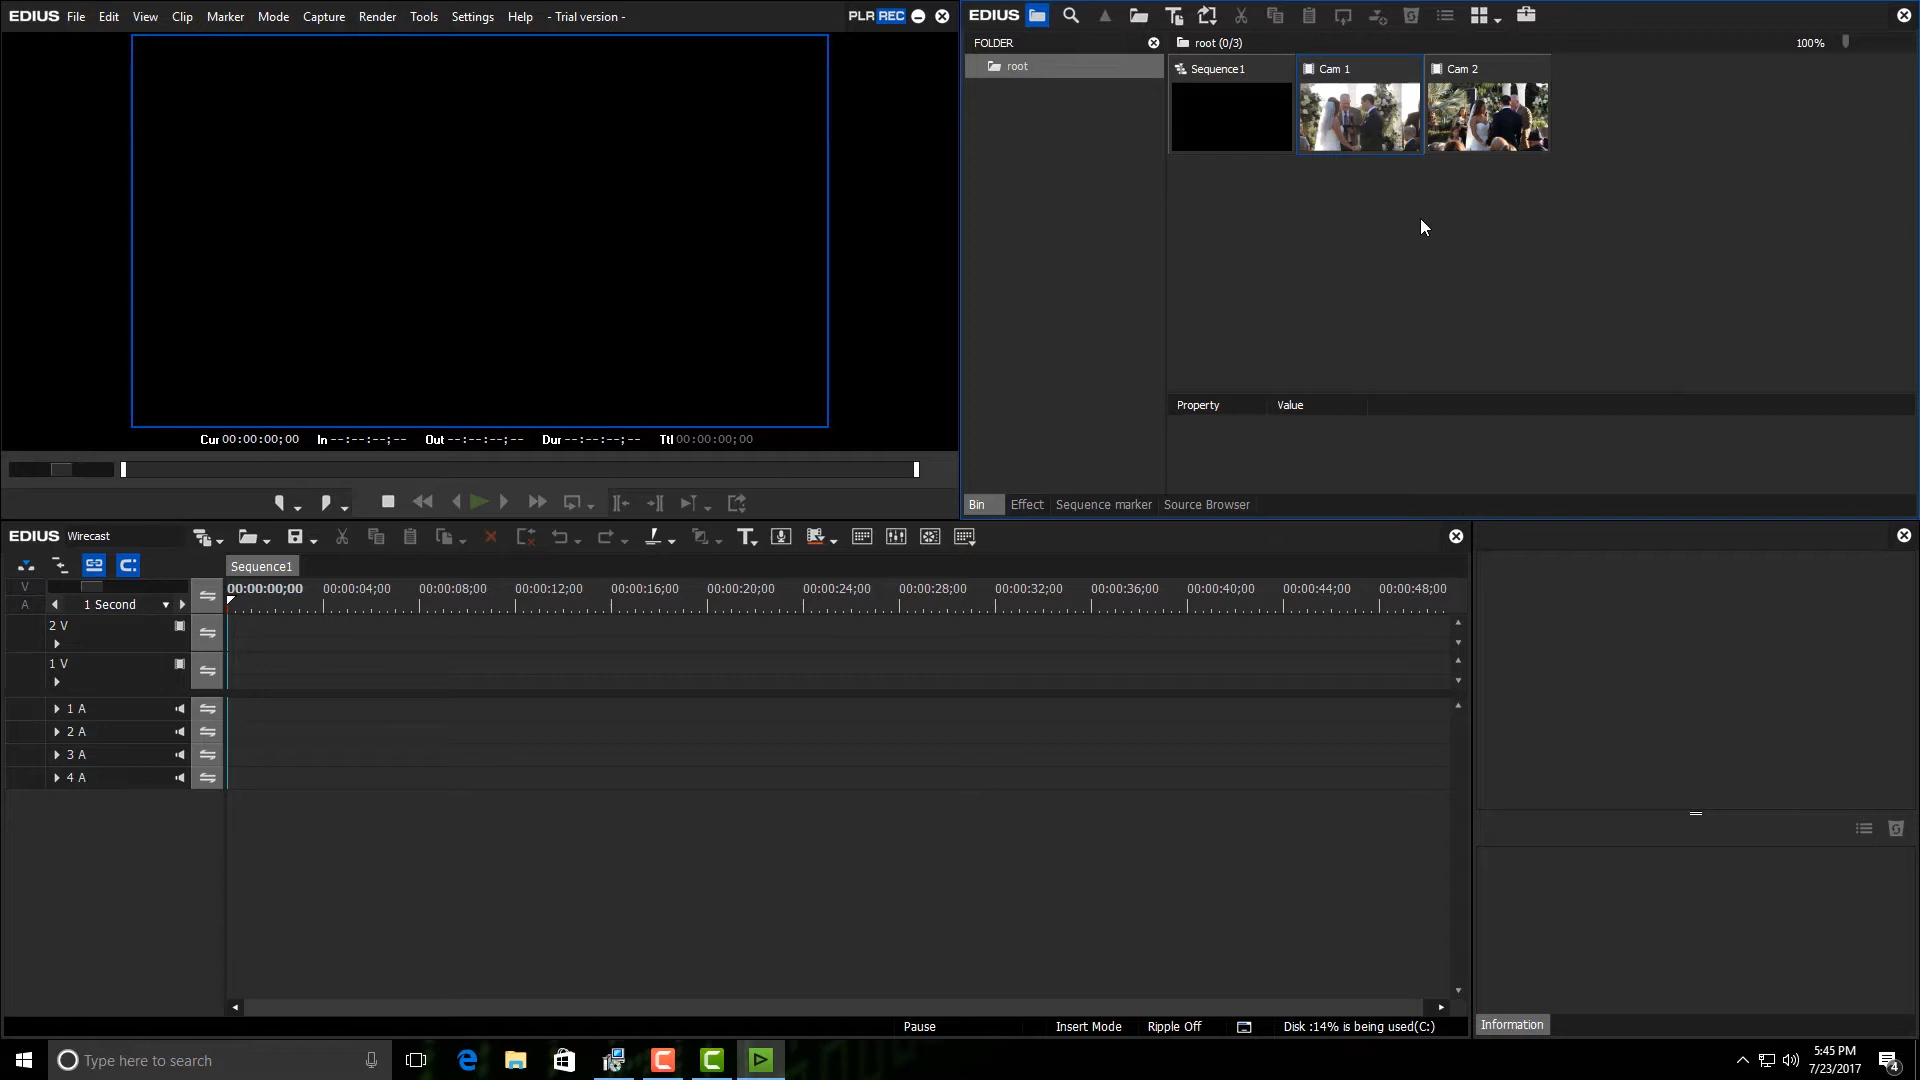 EDIUS File Edit View Clip Marker Mode Capture Render Tools Settings Help - Trial version - PLR REC
EDIUS
FOLDER root (0/3) 100%
root
Sequence1 Cam 1 Cam 2
Property Value
Cur 00:00:00;00 In --:--:--;-- Out --:--:--;-- Dur --:--:--;-- Ttl 00:00:00;00
Bin Effect Sequence marker Source Browser
EDIUS Wirecast
Sequence1
V
A 1 Second
00:00:00;00 00:00:04;00 00:00:08;00 00:00:12;00 00:00:16;00 00:00:20;00 00:00:24;00 00:00:28;00 00:00:32;00 00:00:36;00 00:00:40;00 00:00:44;00 00:00:48;00
2 V
1 V
1 A
2 A
3 A
4 A
Information
Pause Insert Mode Ripple Off Disk :14% is being used(C:)
Type here to search
5:45 PM
7/23/2017
4